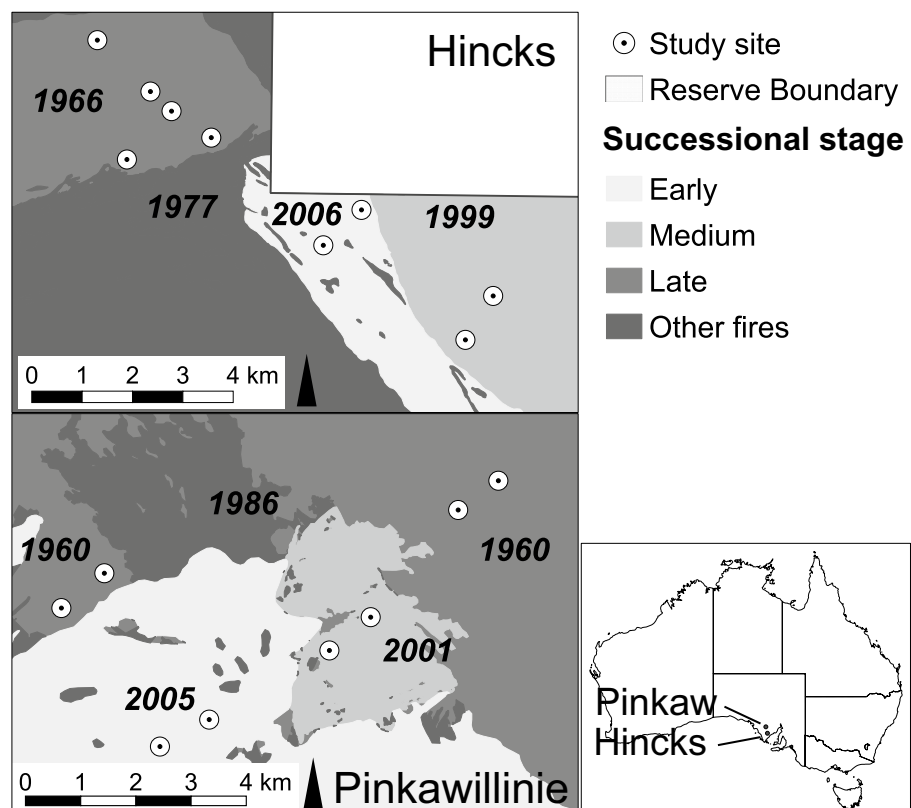 Hincks
1966
1977
2006
1999
0 1 2 3 4 km
Study site
Reserve Boundary
Successional stage
Early
Medium
Late
Other fires
1986
1960
1960
2001
2005
0 1 2 3 4 km
Pinkawillinie
Pinkaw
Hincks